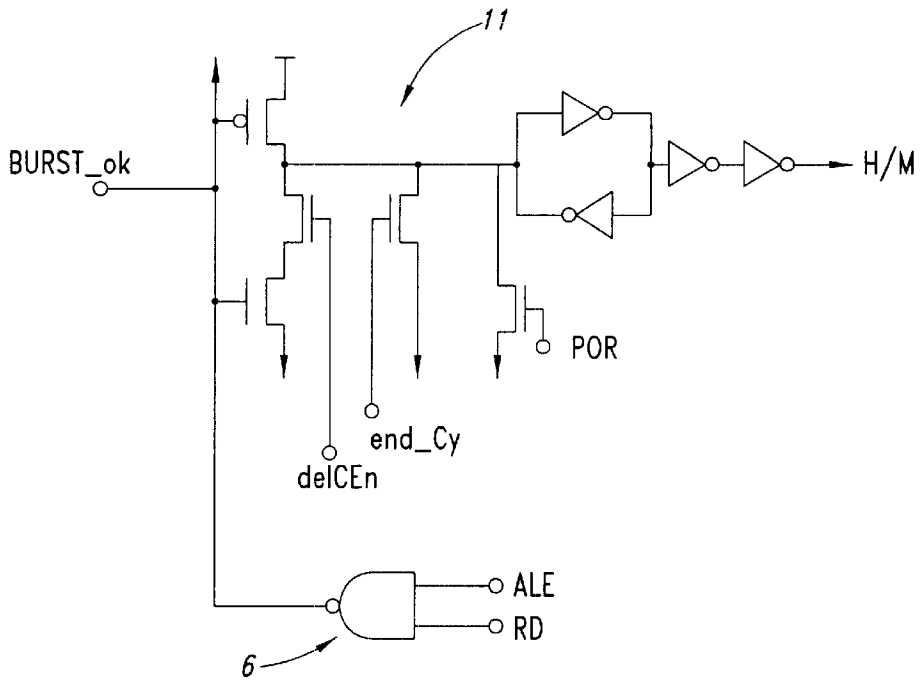 11
BURST_ok
H/M
POR
end_Cy
delCEn
ALE
RD
6